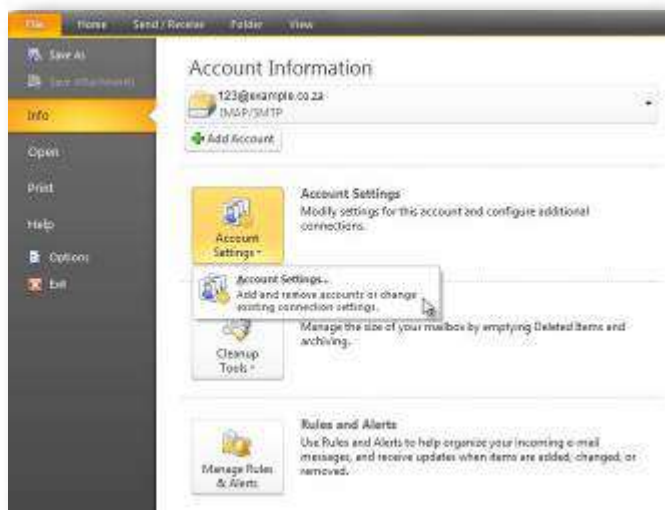 File Home Send / Receive Folder View
Save As
Save Attachments
Info
Open
Print
Help
Options
Exit
Account Information
123@example.co.za
IMAP/SMTP
Add Account
Account
Settings
Account Settings
Modify settings for this account and configure additional
connections.
Account Settings...
Add and remove accounts or change
existing connection settings.
Cleanup
Tools
Manage the size of your mailbox by emptying Deleted Items and
archiving.
Manage Rules
& Alerts
Rules and Alerts
Use Rules and Alerts to help organize your incoming e-mail
messages, and receive updates when items are added, changed, or
removed.